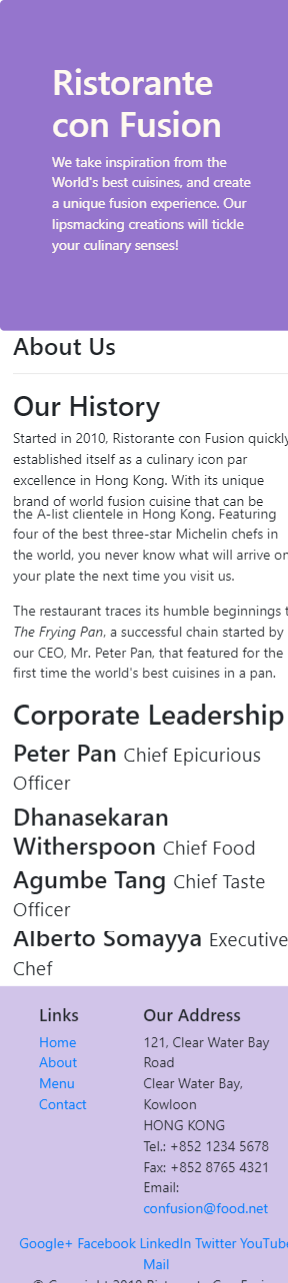 Ristorante
con Fusion
We take inspiration from the
World's best cuisines, and create
a unique fusion experience. Our
lipsmacking creations will tickle
your culinary senses!
About Us
Our History
Started in 2010, Ristorante con Fusion quickly
established itself as a culinary icon par
excellence in Hong Kong. With its unique
brand of world fusion cuisine that can be
the A-list clientele in Hong Kong. Featuring
four of the best three-star Michelin chefs in
the world, you never know what will arrive on
your plate the next time you visit us.
The restaurant traces its humble beginnings t
The Frying Pan, a successful chain started by
our CEO, Mr. Peter Pan, that featured for the
first time the world's best cuisines in a pan.
Corporate Leadership
Peter Pan Chief Epicurious
Officer
Dhanasekaran
Witherspoon Chief Food
Agumbe Tang Chief Taste
Officer
Alberto Somayya Executive
Chef
Links
Home
About
Menu
Contact
Our Address
121, Clear Water Bay
Road
Clear Water Bay,
Kowloon
HONG KONG
Tel.: +852 1234 5678
Fax: +852 8765 4321
Email:
confusion@food.net
Google+ Facebook LinkedIn Twitter YouTube
Mail